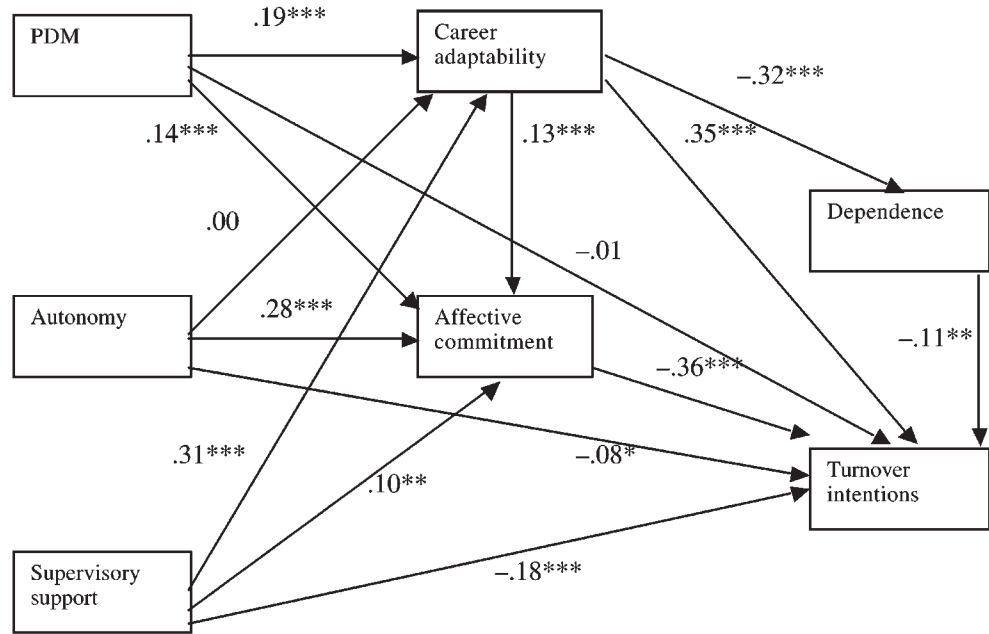 .19***
PDM
Career
adaptability
–.32***
.14***
.13***
.35***
Dependence
.00
–.01
.28***
Autonomy
Affective
commitment
–.11**
–.36***
.31***
–.08*
.10**
Turnover
intentions
Supervisory
support
–.18***